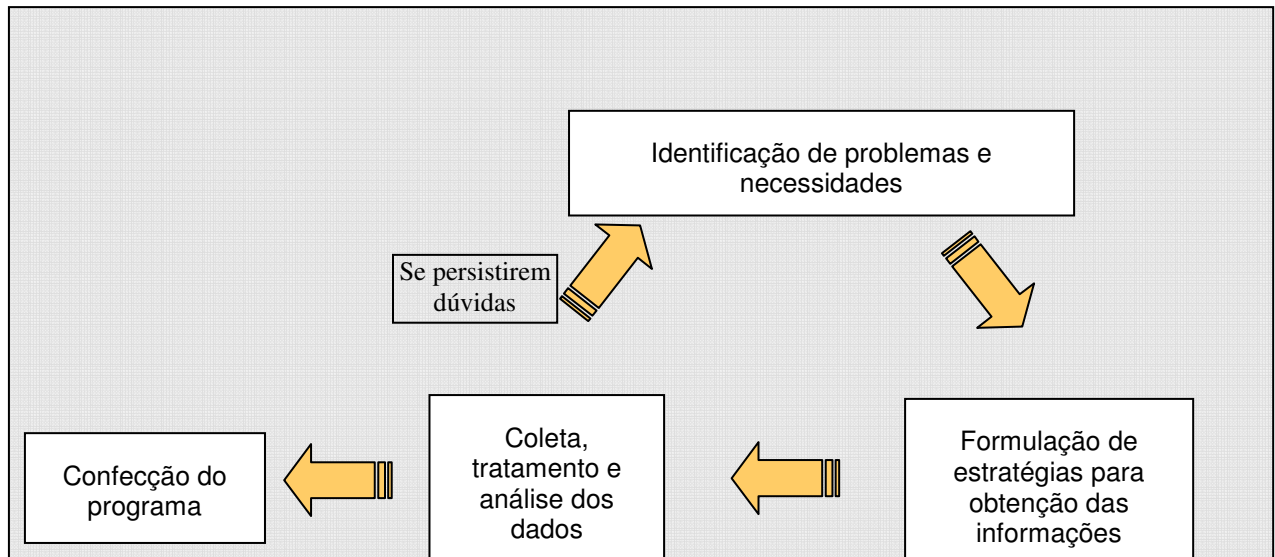 Identificação de problemas e
necessidades
Se persistirem
dúvidas
Confecção do
programa
Coleta,
tratamento e
análise dos
dados
Formulação de
estratégias para
obtenção das
informações